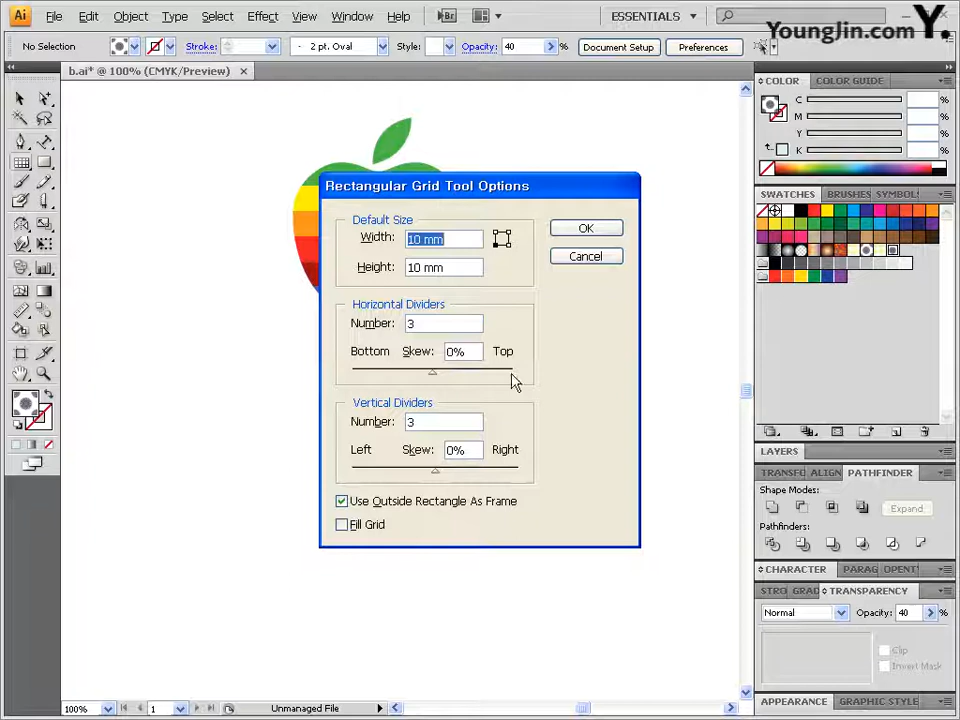 Ai File Edit Object Type Select Effect View Window Help Br ESSENTIALS
YoungJin.com Y.
No Selection Stroke: 2 pt. Oval Style: Opacity: 40 % Document Setup Preferences
b.ai* @ 100% (CMYK/Preview)
COLOR COLOR GUIDE
C %
M %
Y %
K %
SWATCHES BRUSHES SYMBOL
Rectangular Grid Tool Options
Default Size
Width: 10 mm
Height: 10 mm
OK
Cancel
Horizontal Dividers
Number: 3
Bottom Skew: 0% Top
Vertical Dividers
Number: 3
Left Skew: 0% Right
Use Outside Rectangle As Frame
Fill Grid
LAYERS
TRANSFO ALIGN PATHFINDER
Shape Modes:
Expand
Pathfinders:
CHARACTER PARAG OPENT
STRO GRAD TRANSPARENCY
Normal Opacity: 40 %
Clip
Invert Mask
APPEARANCE GRAPHIC STYLE
100% 1 Unmanaged File